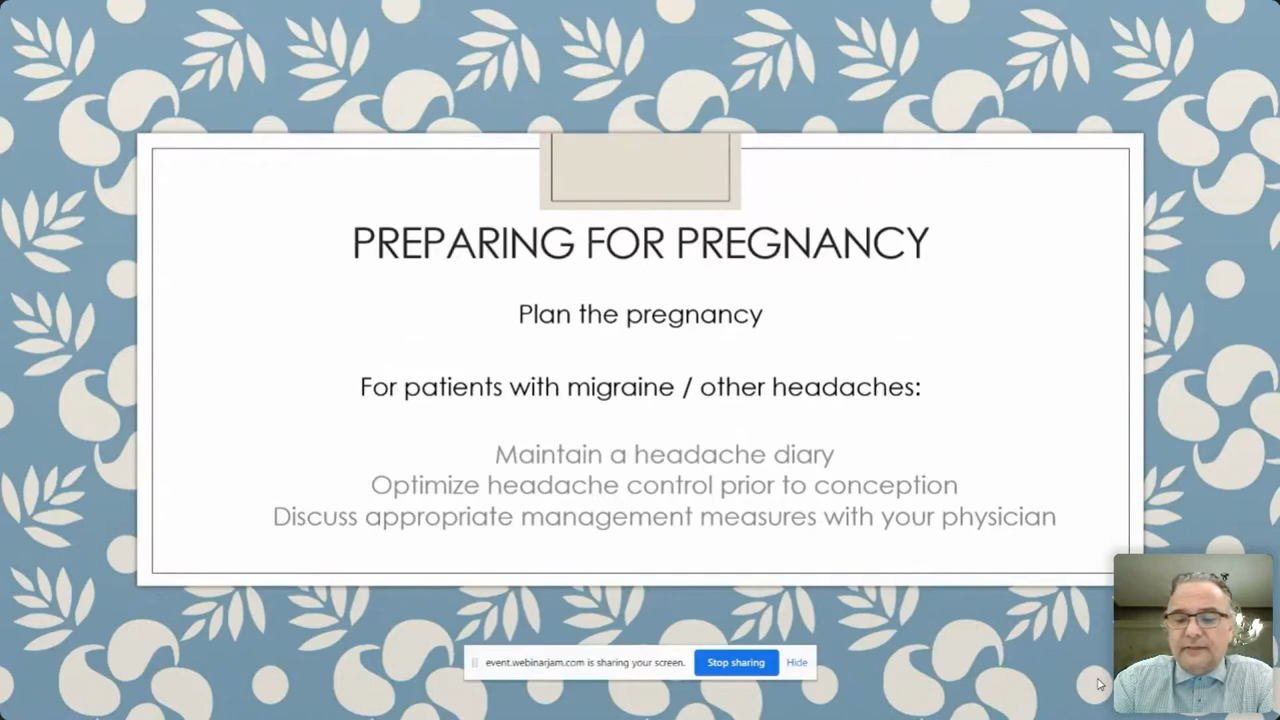 PREPARING FOR PREGNANCY
Plan the pregnancy
For patients with migraine / other headaches:
Maintain a headache diary
Optimize headache control prior to conception
Discuss appropriate management measures with your physician
event.webinarjam.com is sharing your screen. Stop sharing Hide